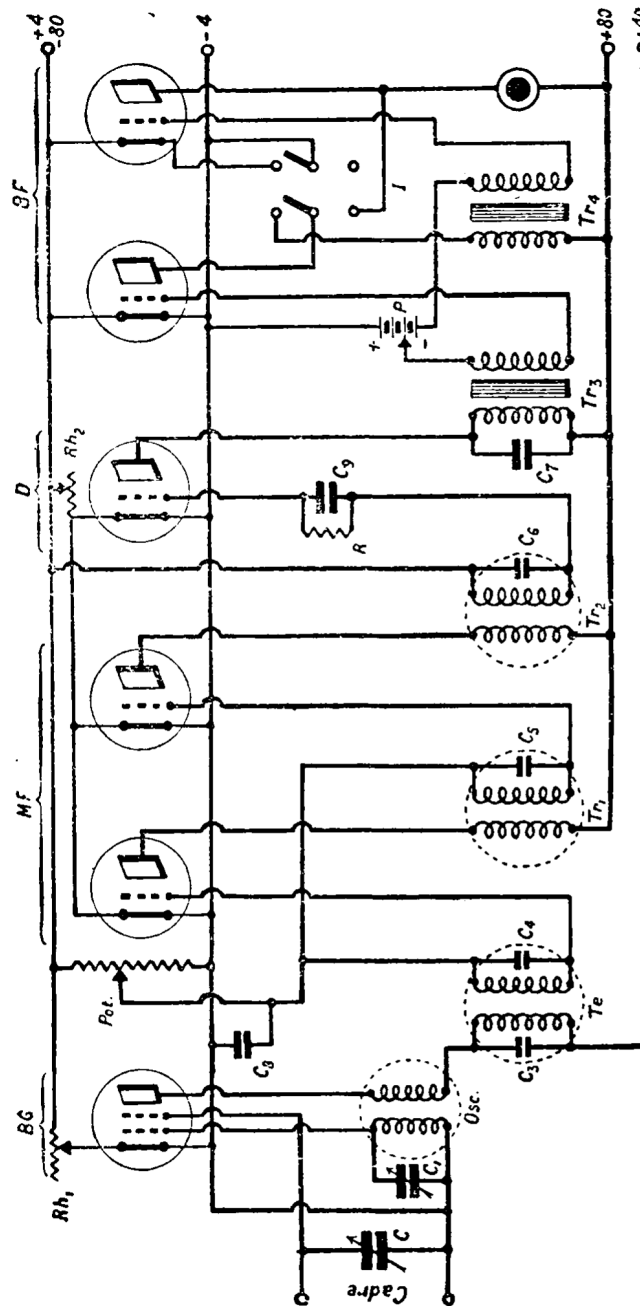 BG
MF
D
BF
Rh₁
Rh₂
+4
-80
Pot.
-4
C₈
R
C₉
I
+
P
-
Cadre
C
C₁
Osc.
C₃
C₄
C₅
C₆
C₇
Te
Tr₁
Tr₂
Tr₃
Tr₄
+80